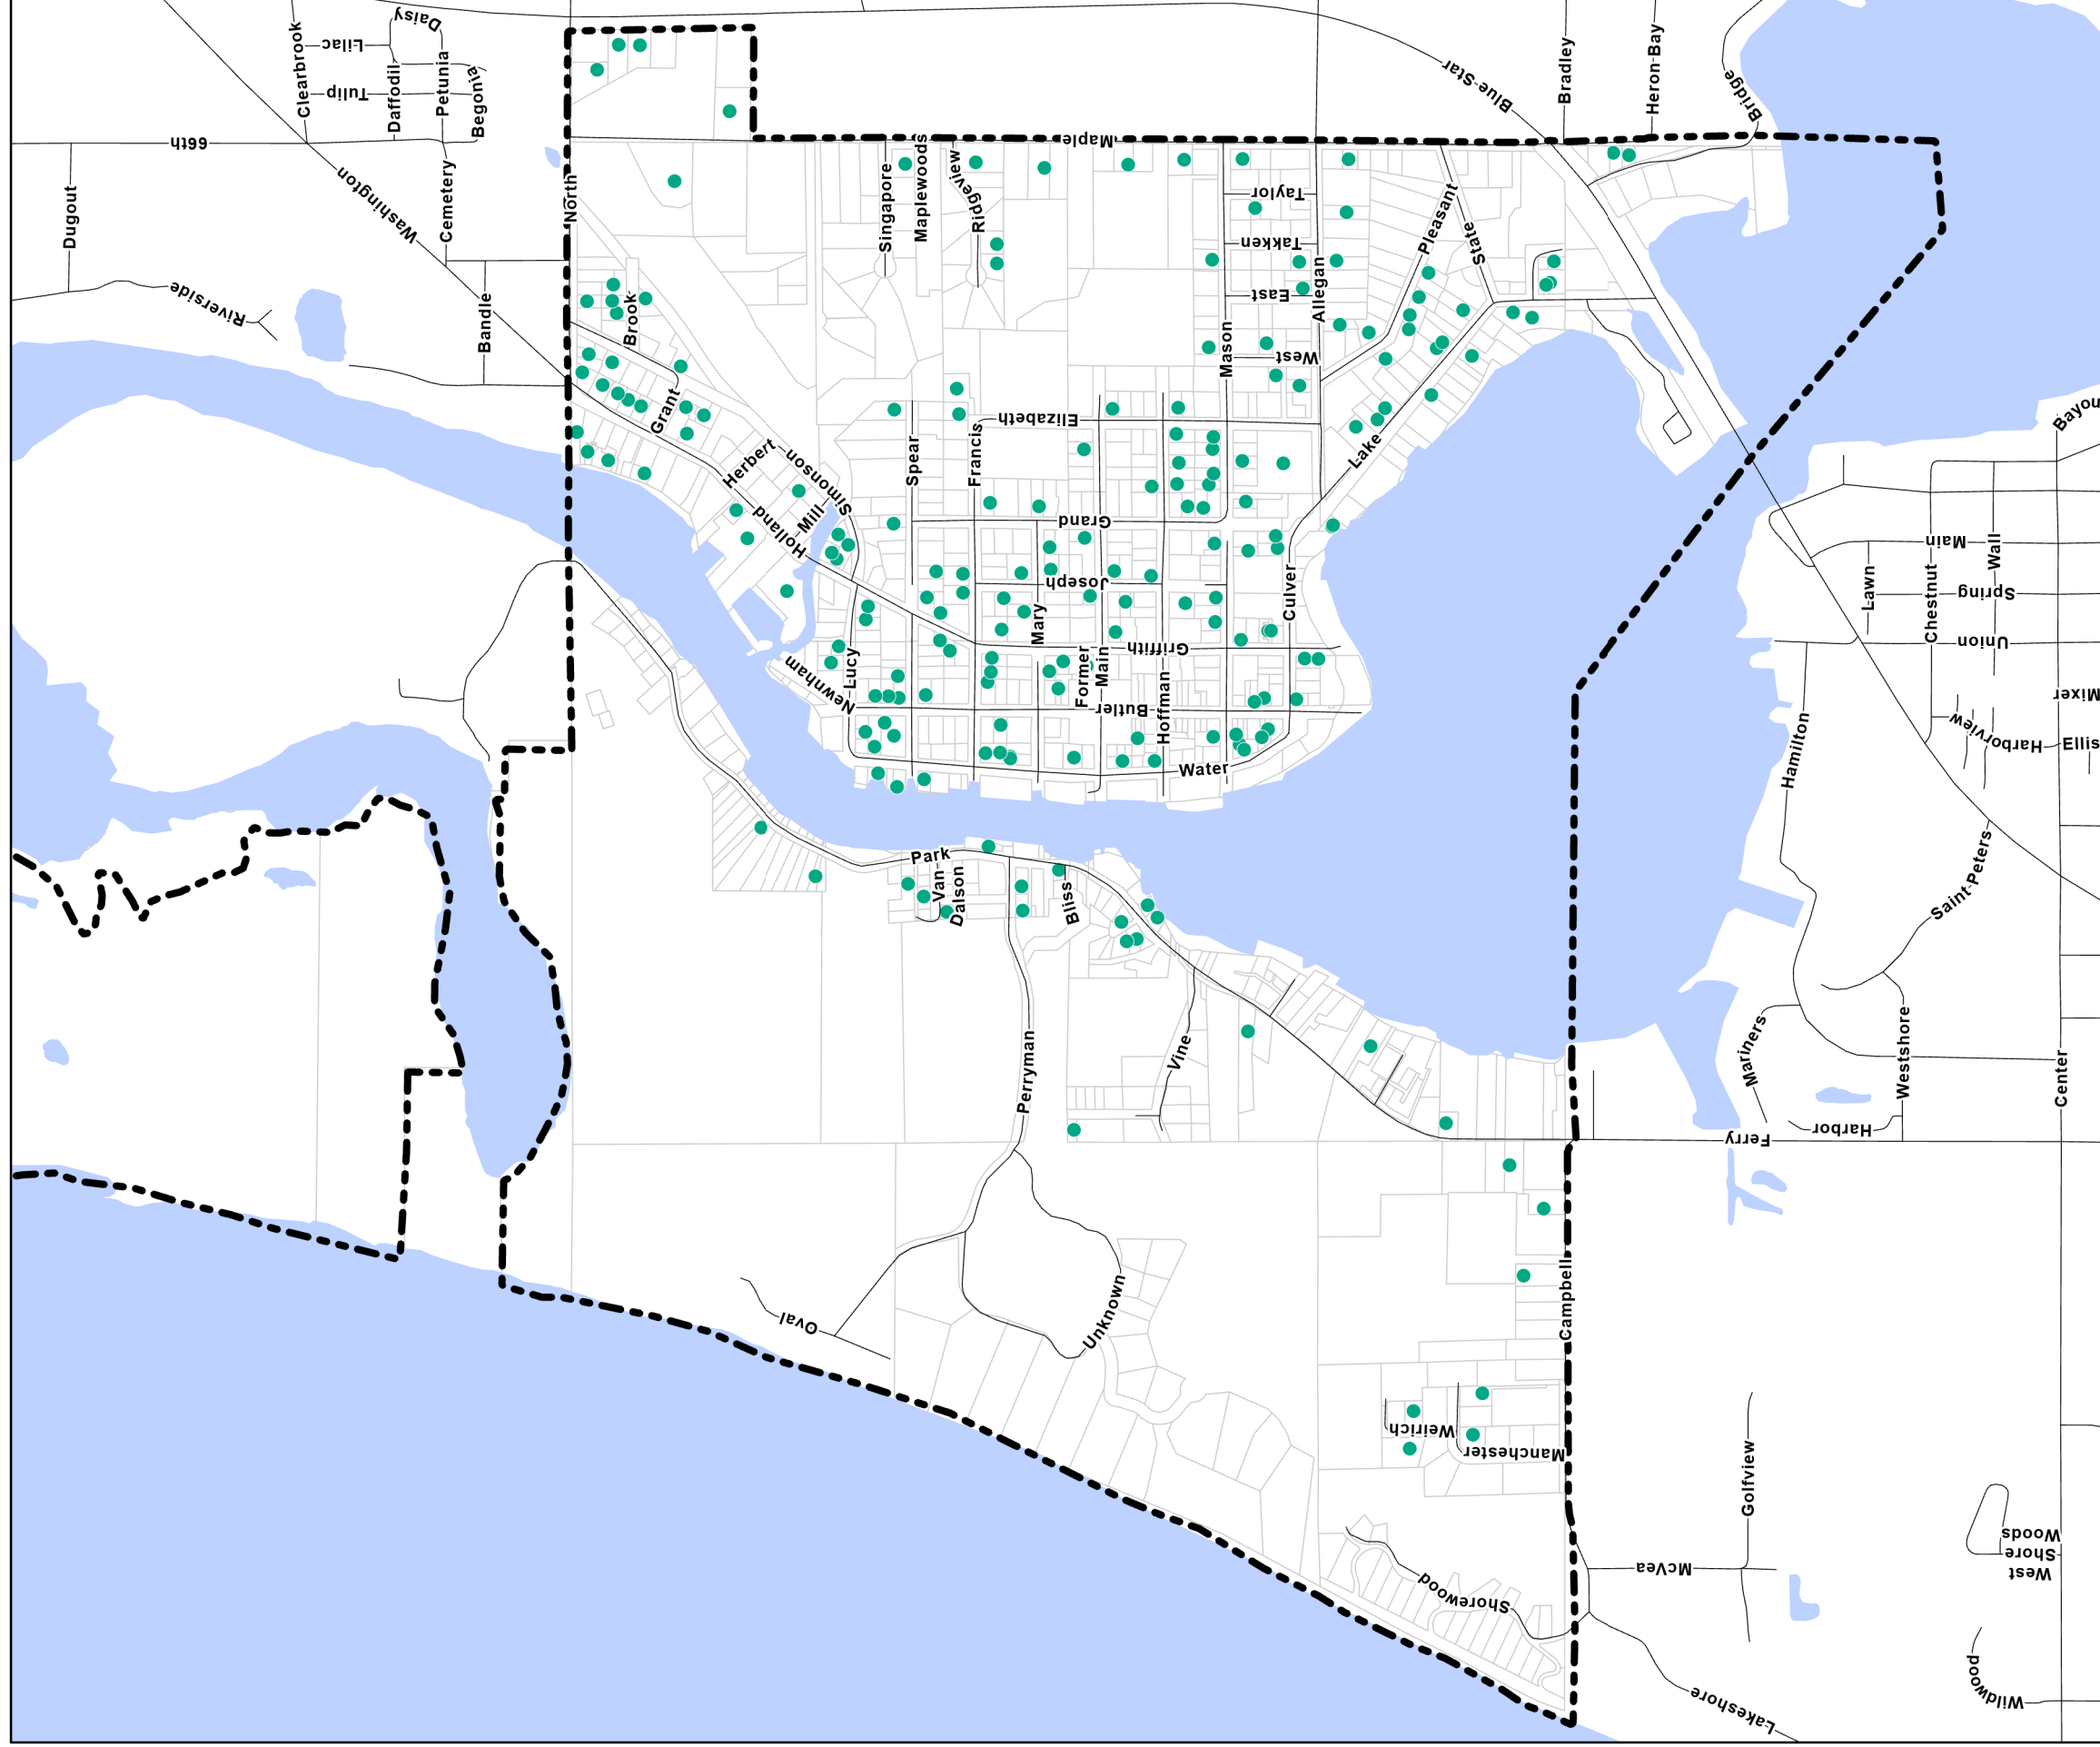 Daisy
Lilac
Clearbrook
Tulip
Daffodil
Petunia
Begonia
66th
Washington
Cemetery
Dugout
Riverside
Bandle
North
Brook
Grant
Herbert
Holland
Mill
Simonson
Singapore
Maplewoods
Ridgeview
Maple
Taylor
Takken
East
Allegan
West
Mason
Pleasant
State
Blue-Star
Bradley
Heron-Bay
Bridge
Elizabeth
Spear
Francis
Grand
Joseph
Mary
Griffith
Former
Main
Butler
Hoffman
Lucy
Newnham
Water
Culver
Lake
Park
Van-
Dalson
Bliss
Perryman
Vine
Oval
Unknown
Campbell
Weirich
Manchester
Shorewood
McVea
Golfview
Lakeshore
West
Shore
Woods
Wildwood
Ferry
Harbor
Mariners
Westshore
Center
Saint-Peters
Hamilton
Harborview
Ellis
Mixer
Union
Spring
Lawn
Chestnut
Main
Wall